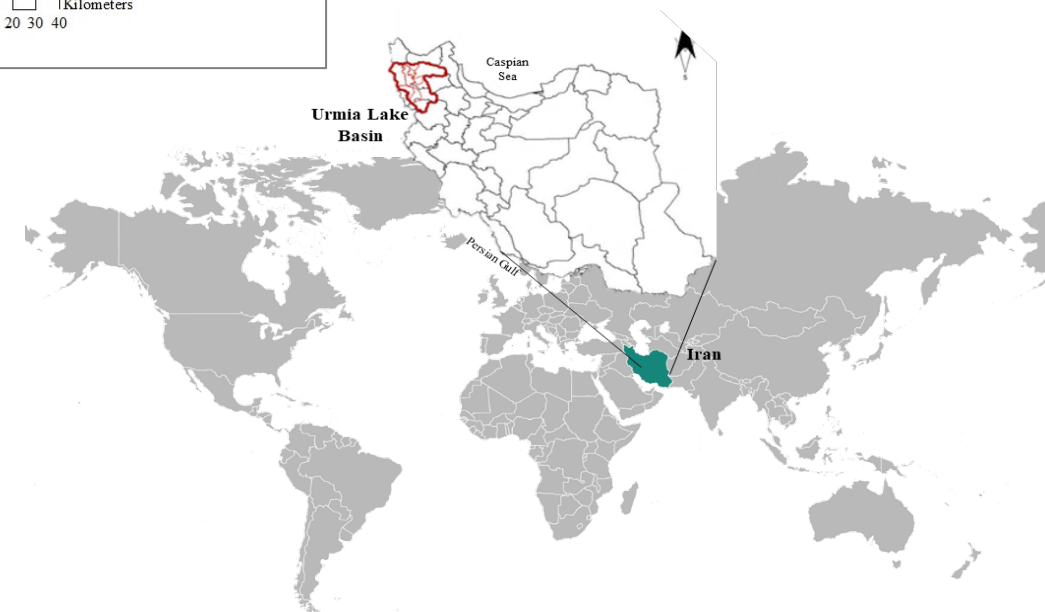 Kilometers
20 30 40
Caspian
Sea
Urmia Lake
Basin
S
Persian Gulf
Iran